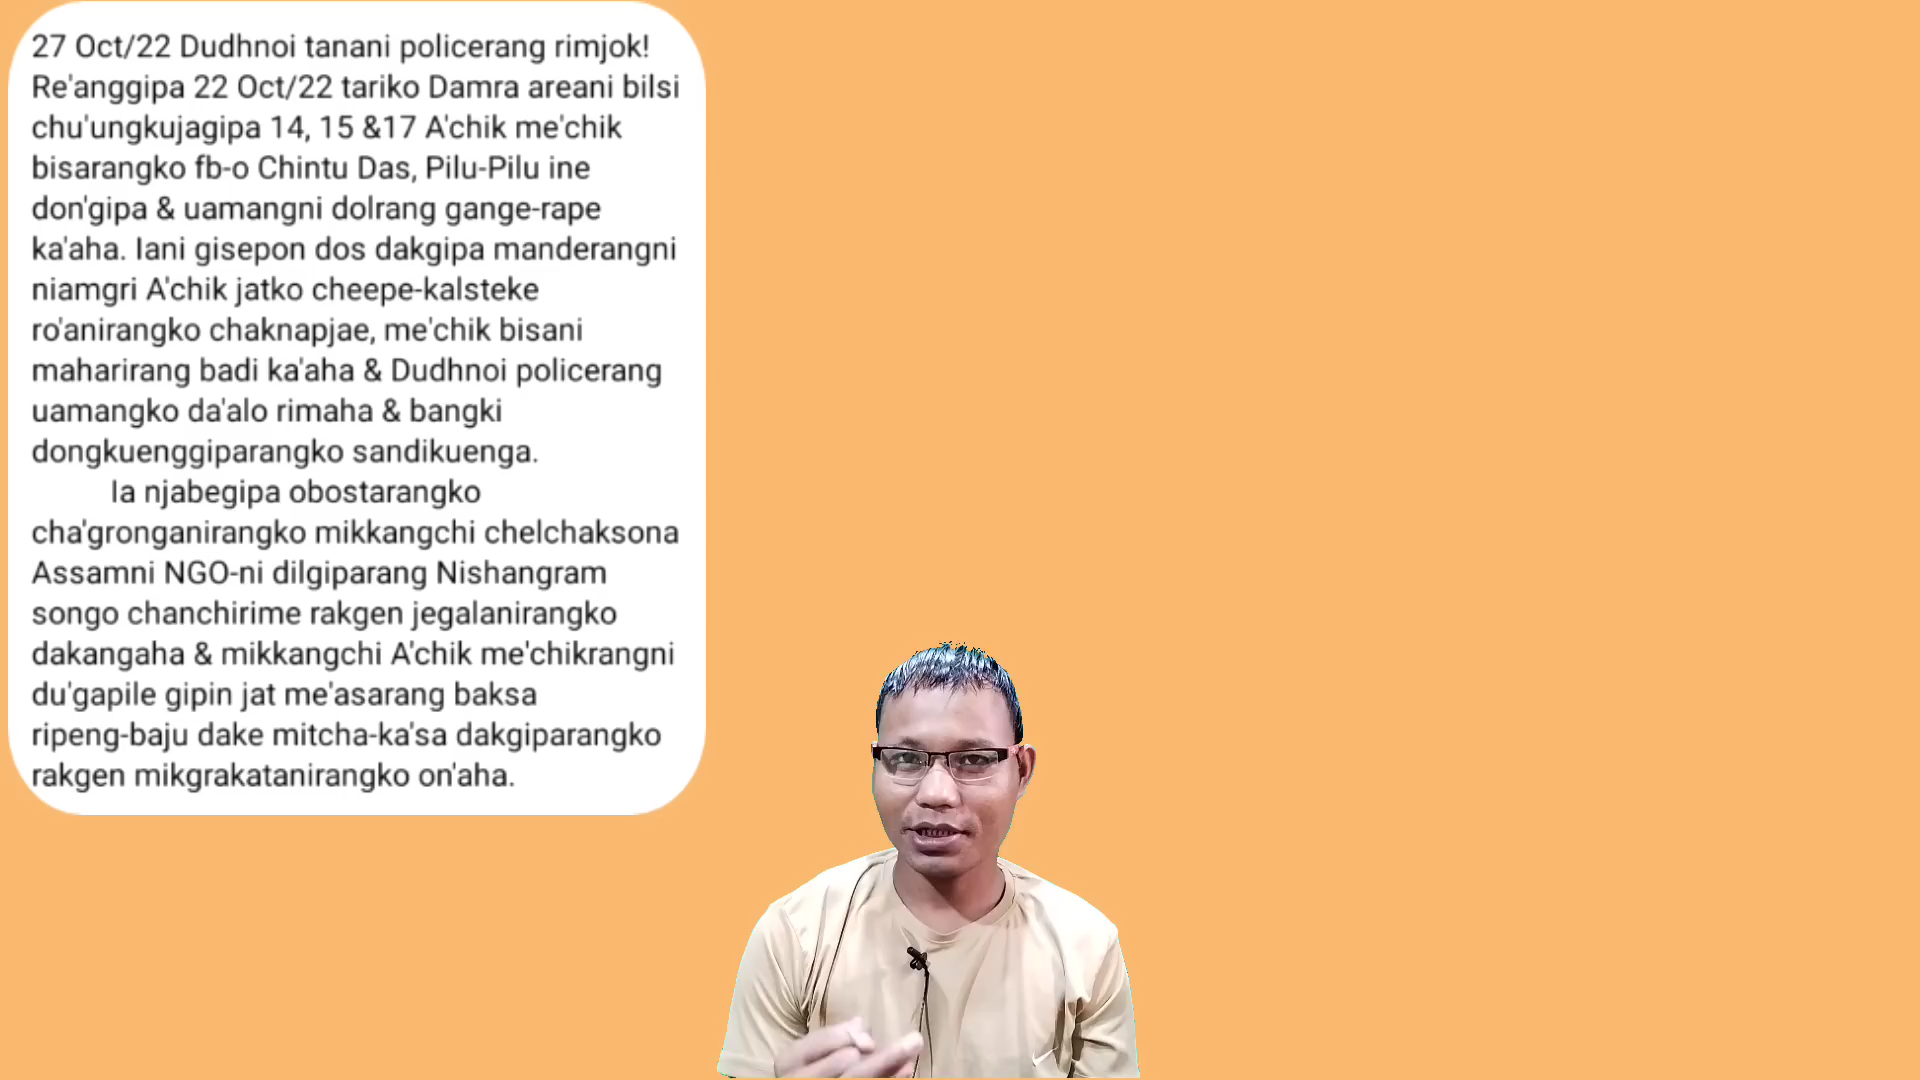 27 Oct/22 Dudhnoi tanani policerang rimjok!
Re'anggipa 22 Oct/22 tariko Damra areani bilsi
chu'ungkujagipa 14, 15 &17 A'chik me'chik
bisarangko fb-o Chintu Das, Pilu-Pilu ine
don'gipa & uamangni dolrang gange-rape
ka'aha. Iani gisepon dos dakgipa manderangni
niamgri A'chik jatko cheepe-kalsteke
ro'anirangko chaknapjae, me'chik bisani
maharirang badi ka'aha & Dudhnoi policerang
uamangko da'alo rimaha & bangki
dongkuenggiparangko sandikuenga.
Ia njabegipa obostarangko
cha'gronganirangko mikkangchi chelchaksona
Assamni NGO-ni dilgiparang Nishangram
songo chanchirime rakgen jegalanirangko
dakangaha & mikkangchi A'chik me'chikrangni
du'gapile gipin jat me'asarang baksa
ripeng-baju dake mitcha-ka'sa dakgiparangko
rakgen mikgrakatanirangko on'aha.